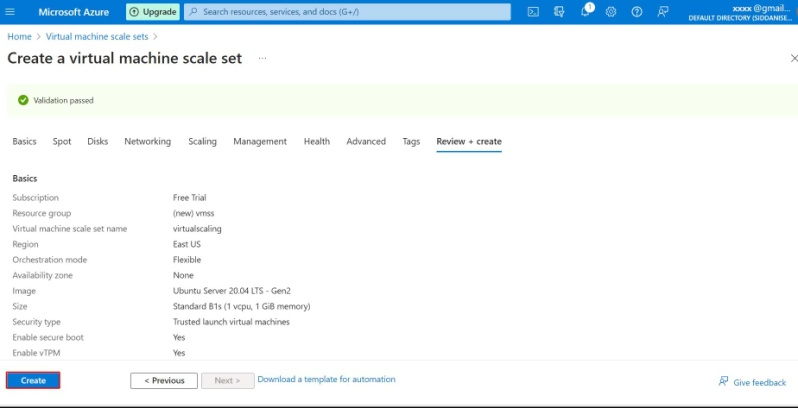 Microsoft Azure Upgrade Search resources, services, and docs (G+/) 1 xxxx @gmail...
DEFAULT DIRECTORY (SIDDANISE...
Home > Virtual machine scale sets >
Create a virtual machine scale set ...
Validation passed
Basics Spot Disks Networking Scaling Management Health Advanced Tags Review + create
Basics
Subscription Free Trial
Resource group (new) vmss
Virtual machine scale set name virtualscaling
Region East US
Orchestration mode Flexible
Availability zone None
Image Ubuntu Server 20.04 LTS - Gen2
Size Standard B1s (1 vcpu, 1 GiB memory)
Security type Trusted launch virtual machines
Enable secure boot Yes
Enable vTPM Yes
Create < Previous Next > Download a template for automation Give feedback